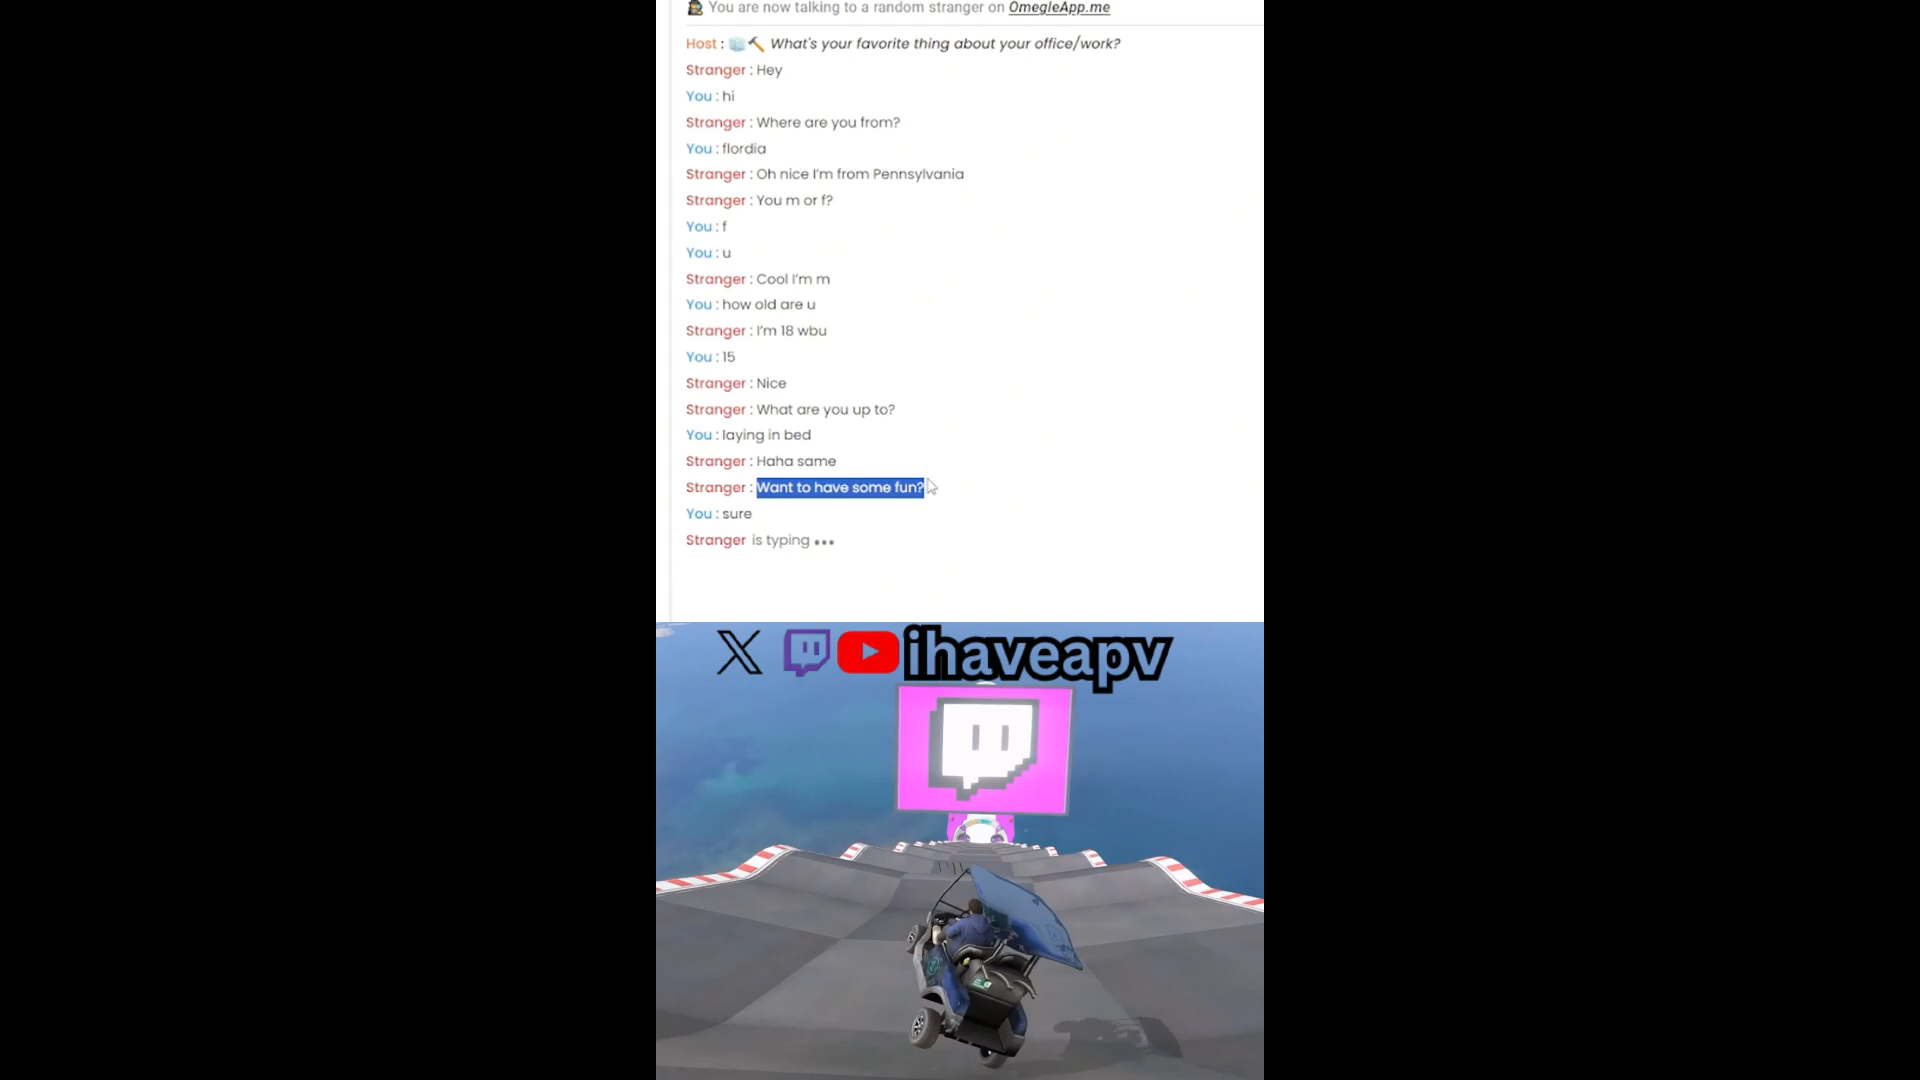 You are now talking to a random stranger on OmegleApp.me
Host : What's your favorite thing about your office/work?
Stranger : Hey
You : hi
Stranger : Where are you from?
You : flordia
Stranger : Oh nice I'm from Pennsylvania
Stranger : You m or f?
You : f
You : u
Stranger : Cool I'm m
You : how old are u
Stranger : I'm 18 wbu
You : 15
Stranger : Nice
Stranger : What are you up to?
You : laying in bed
Stranger : Haha same
Stranger : Want to have some fun?
You : sure
Stranger is typing •••
ihaveapv